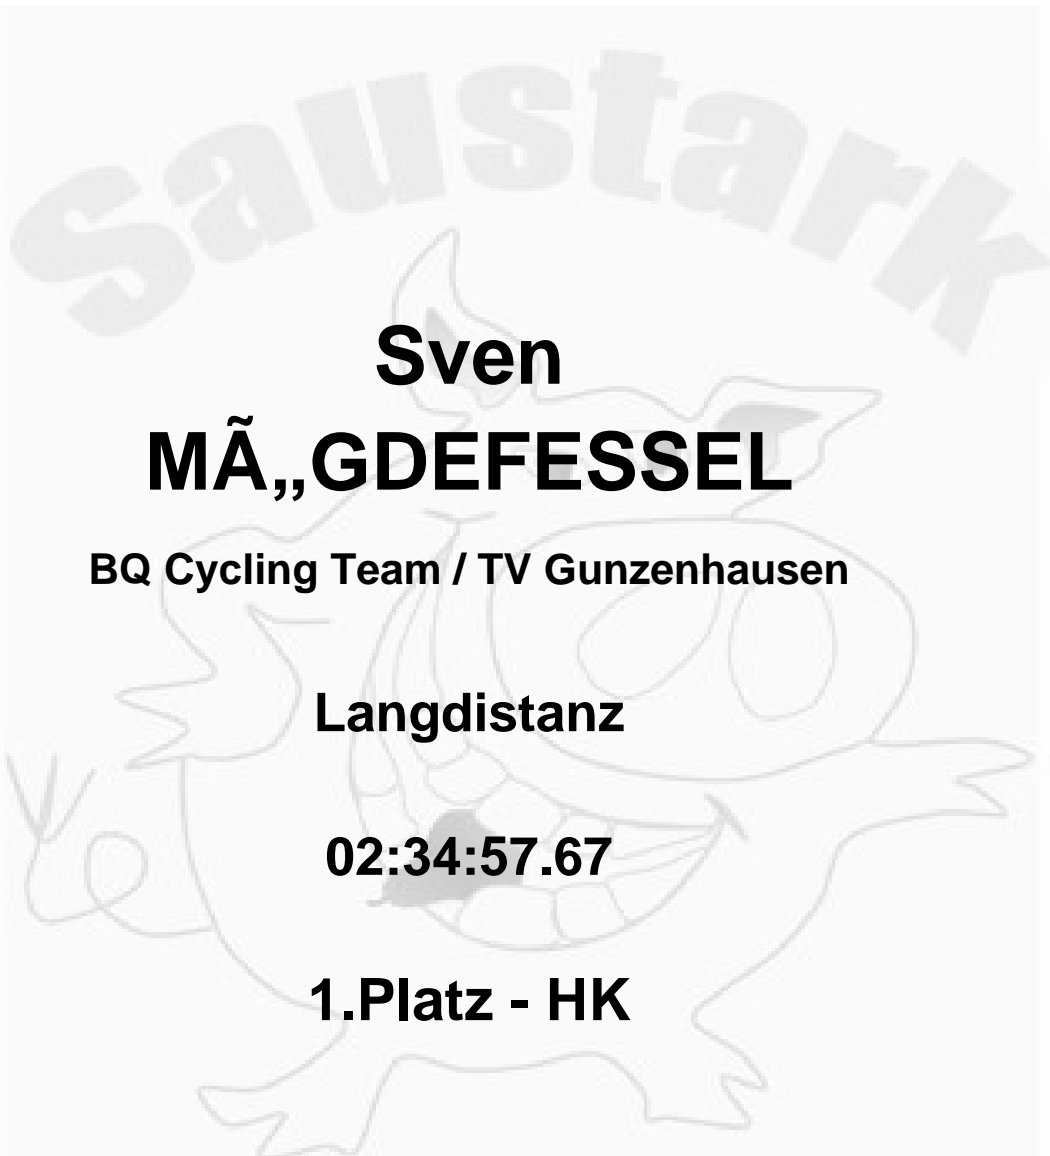 Saustark
Sven
MÃ„GDEFESSEL
BQ Cycling Team / TV Gunzenhausen
Langdistanz
02:34:57.67
1.Platz - HK